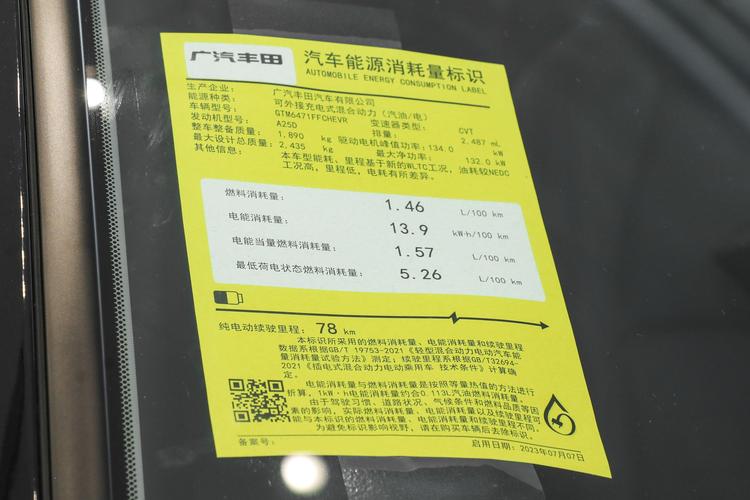 广汽丰田
汽车能源消耗量标识
AUTOMOBILE ENERGY CONSUMPTION LABEL
生产企业： 广汽丰田汽车有限公司
能源种类： 可外接充电式混合动力（汽油/电）
车辆型号： GTM6471FFCHEVR 变速器类型： CVT
发动机型号： A25D 排量： 2,487 mL
整车整备质量： 1,890 kg 驱动电机峰值功率：134.0 kW
最大设计总质量：2,435 kg 最大净功率： 132.0 kW
其他信息： 本车型能耗、里程基于新的WLTC工况，油耗较NEDC
工况高，里程低，电耗有所差异。
燃料消耗量： 1.46 L/100 km
电能消耗量： 13.9 kW·h/100 km
电能当量燃料消耗量： 1.57 L/100 km
最低荷电状态燃料消耗量： 5.26 L/100 km
纯电动续驶里程： 78 km
本标识所采用的燃料消耗量、电能消耗量和续驶里程
数据系根据GB/T 19753-2021《轻型混合动力电动汽车能
量消耗量试验方法》测定，续驶里程系根据GB/T32694-
2021《插电式混合动力电动乘用车 技术条件》计算确
定。
电能消耗量与燃料消耗量是按照等量热值的方法进行
折算，1kW·h电能消耗量约合0.113L汽油燃料消耗量。
由于驾驶习惯、道路状况、气候条件和燃料品质等因
素的影响，实际燃料消耗量、电能消耗量以及续驶里程可
能与本标识的燃料消耗量、电能消耗量和续驶里程不同。
为避免标识影响视野，请在购买车辆后去除标识。
备案号： 启用日期：2023年07月07日